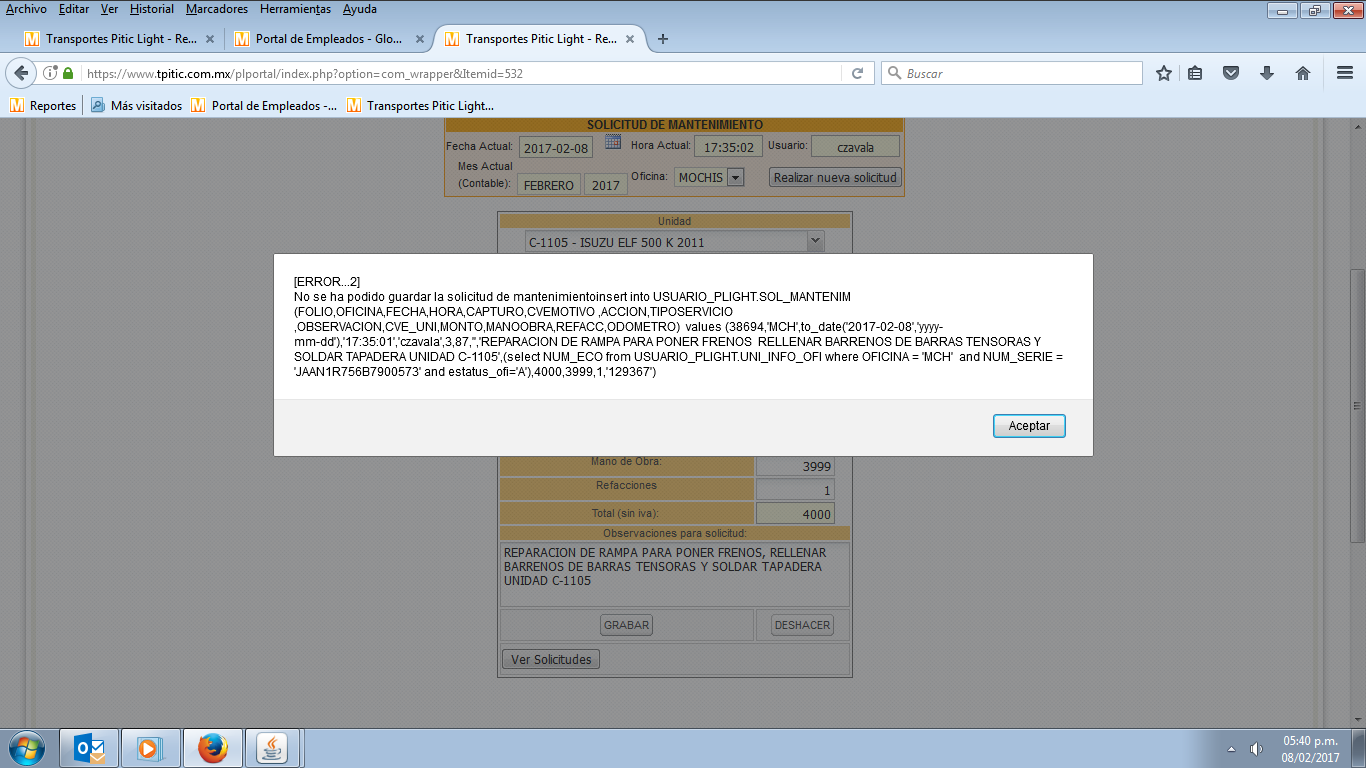 Archivo Editar Ver Historial Marcadores Herramientas Ayuda
Transportes Pitic Light - Re... Portal de Empleados - Glo... Transportes Pitic Light - Re...
https://www.tpitic.com.mx/plportal/index.php?option=com_wrapper&Itemid=532 Buscar
Reportes Más visitados Portal de Empleados -... Transportes Pitic Light...
SOLICITUD DE MANTENIMIENTO
Fecha Actual: 2017-02-08 Hora Actual: 17:35:02 Usuario: czavala
Mes Actual
(Contable): FEBRERO 2017 Oficina: MOCHIS Realizar nueva solicitud
Unidad
C-1105 - ISUZU ELF 500 K 2011
[ERROR...2]
No se ha podido guardar la solicitud de mantenimientoinsert into USUARIO_PLIGHT.SOL_MANTENIM
(FOLIO,OFICINA,FECHA,HORA,CAPTURO,CVEMOTIVO ,ACCION,TIPOSERVICIO
,OBSERVACION,CVE_UNI,MONTO,MANOOBRA,REFACC,ODOMETRO) values (38694,'MCH',to_date('2017-02-08','yyyy-
mm-dd'),'17:35:01','czavala',3,87,'','REPARACION DE RAMPA PARA PONER FRENOS RELLENAR BARRENOS DE BARRAS TENSORAS Y
SOLDAR TAPADERA UNIDAD C-1105',(select NUM_ECO from USUARIO_PLIGHT.UNI_INFO_OFI where OFICINA = 'MCH' and NUM_SERIE =
'JAAN1R756B7900573' and estatus_ofi='A'),4000,3999,1,'129367')
Aceptar
Mano de Obra: 3999
Refacciones 1
Total (sin iva): 4000
Observaciones para solicitud:
REPARACION DE RAMPA PARA PONER FRENOS, RELLENAR
BARRENOS DE BARRAS TENSORAS Y SOLDAR TAPADERA
UNIDAD C-1105
GRABAR DESHACER
Ver Solicitudes
05:40 p.m.
08/02/2017